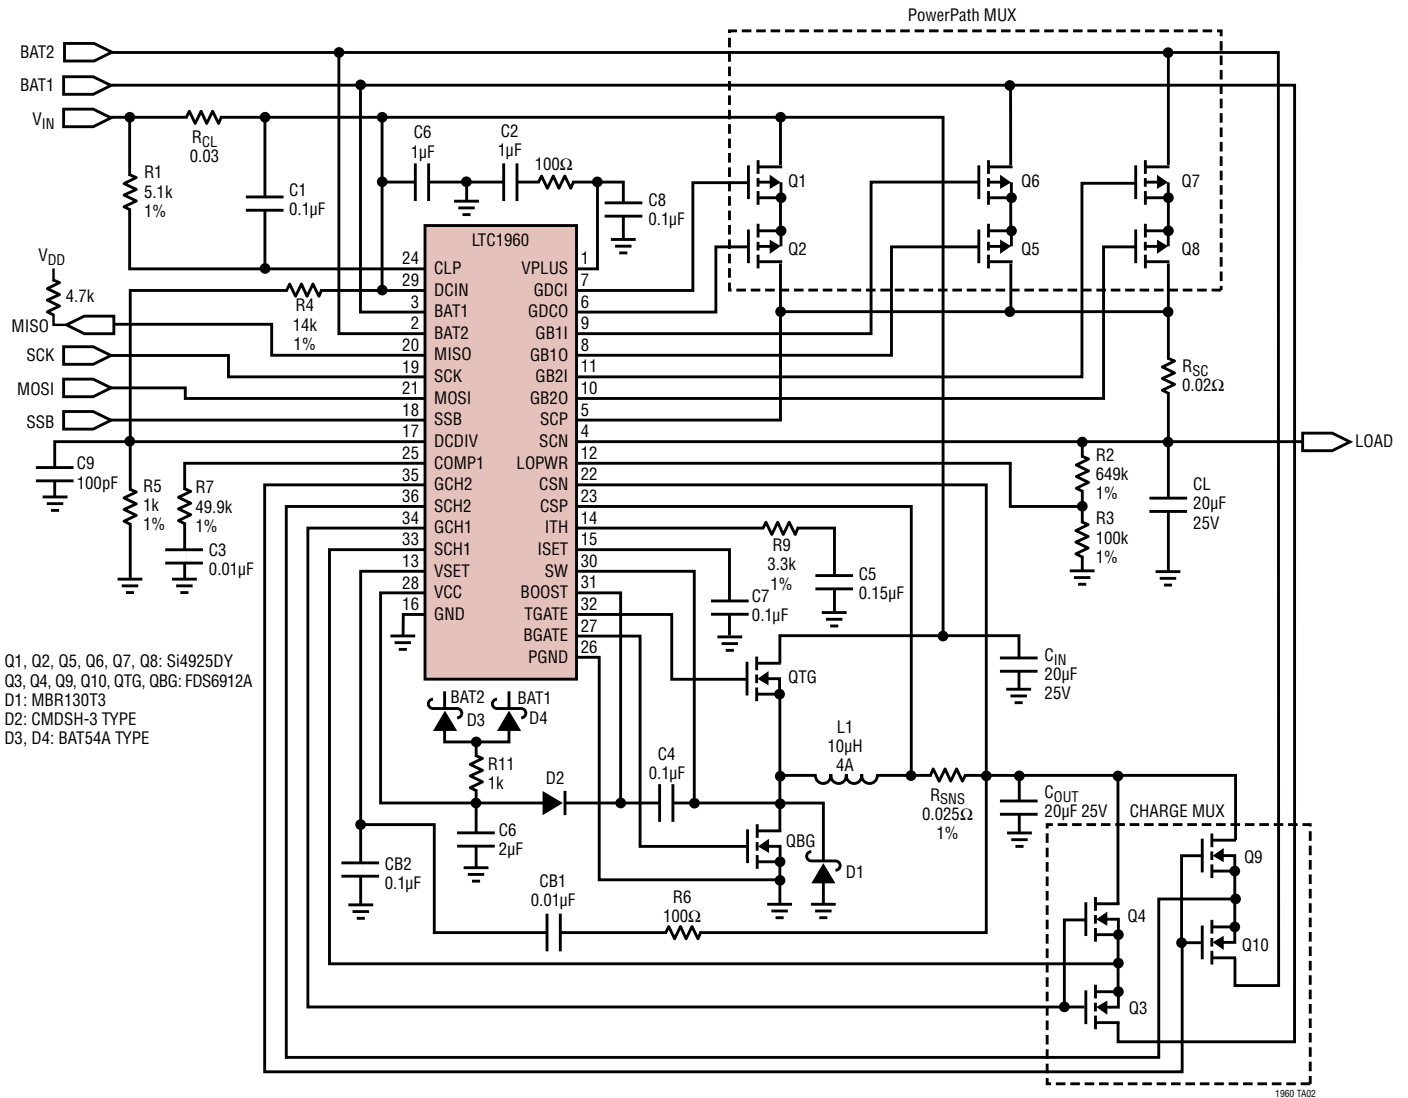 PowerPath MUX
BAT2
BAT1
VIN
RCL
0.03
R1
5.1k
1%
C1
0.1µF
C6
1µF
C2
1µF
100Ω
C8
0.1µF
Q1
Q2
Q6
Q5
Q7
Q8
VDD
4.7k
MISO
SCK
MOSI
SSB
R4
14k
1%
LTC1960
24 CLP
29 DCIN
3 BAT1
2 BAT2
20 MISO
19 SCK
21 MOSI
18 SSB
17 DCDIV
25 COMP1
35 GCH2
36 SCH2
34 GCH1
33 SCH1
13 VSET
28 VCC
16 GND
VPLUS 1
GDCI 7
GDCO 6
GB1I 9
GB1O 8
GB2I 11
GB2O 10
SCP 5
SCN 4
LOPWR 12
CSN 22
CSP 23
ITH 14
ISET 15
SW 30
BOOST 31
TGATE 32
BGATE 27
PGND 26
RSC
0.02Ω
LOAD
C9
100pF
R5
1k
1%
R7
49.9k
1%
C3
0.01µF
R2
649k
1%
R3
100k
1%
CL
20µF
25V
R9
3.3k
1%
C7
0.1µF
C5
0.15µF
Q1, Q2, Q5, Q6, Q7, Q8: Si4925DY
Q3, Q4, Q9, Q10, QTG, QBG: FDS6912A
D1: MBR130T3
D2: CMDSH-3 TYPE
D3, D4: BAT54A TYPE
QTG
CIN
20µF
25V
BAT2
D3
BAT1
D4
R11
1k
D2
C4
0.1µF
L1
10µH
4A
RSNS
0.025Ω
1%
COUT
20µF 25V
CHARGE MUX
C6
2µF
CB2
0.1µF
QBG
D1
CB1
0.01µF
R6
100Ω
Q9
Q4
Q10
Q3
1960 TA02